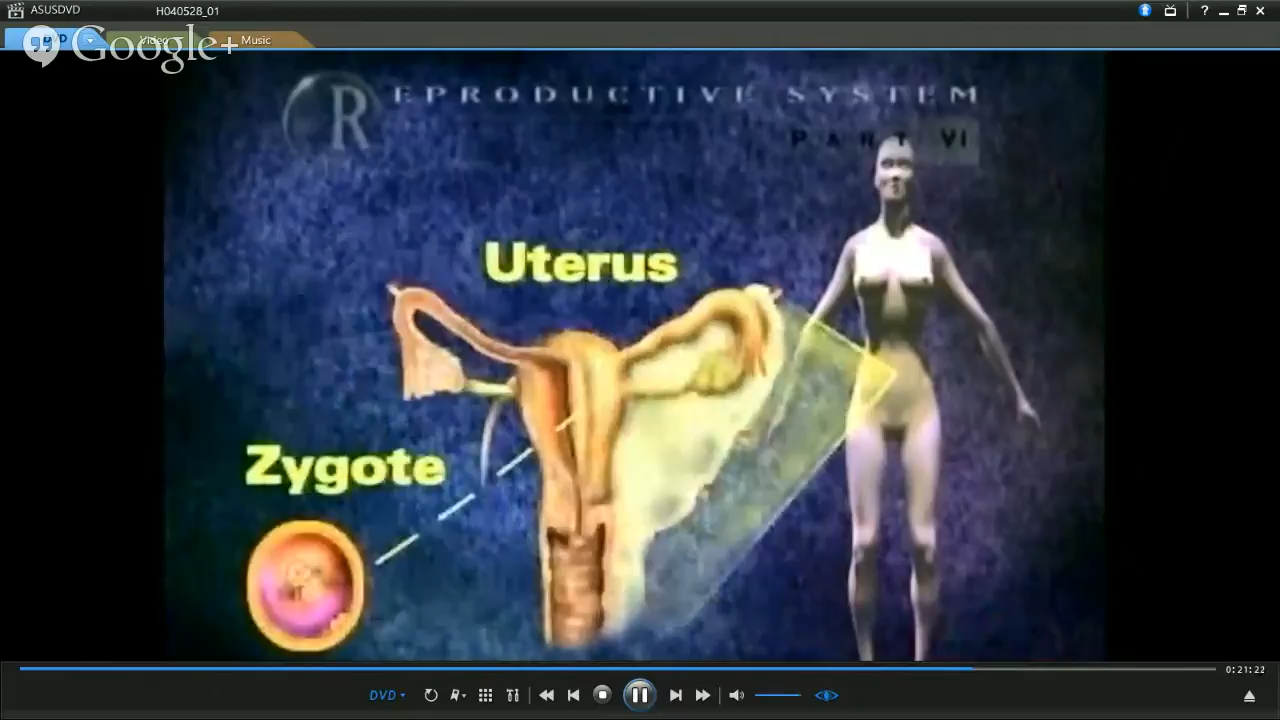 ASUSDVD H040528_01
?
Video Music
Google+
REPRODUCTIVE SYSTEM
PART VI
Uterus
Zygote
0:21:22
DVD